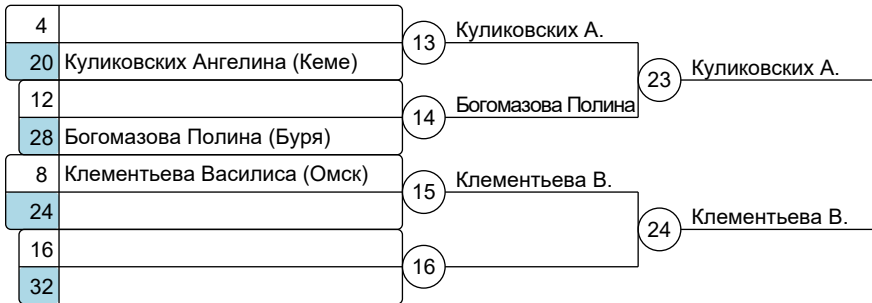 4
20 Куликовских Ангелина (Кеме)
13 Куликовских А.
12
28 Богомазова Полина (Буря)
14 Богомазова Полина
23 Куликовских А.
8 Клементьева Василиса (Омск)
24
15 Клементьева В.
16
32
16
24 Клементьева В.